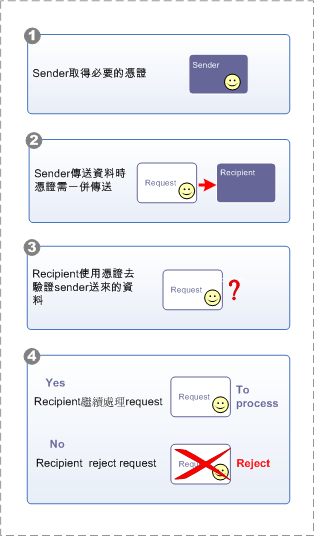 1
Sender取得必要的憑證
Sender
2
Sender傳送資料時
憑證需一併傳送
Request
Recipient
3
Recipient使用憑證去
驗證sender送來的資
料
Request
?
4
Yes
Recipient繼續處理request
Request
To
process
No
Recipient reject request
Request
Reject